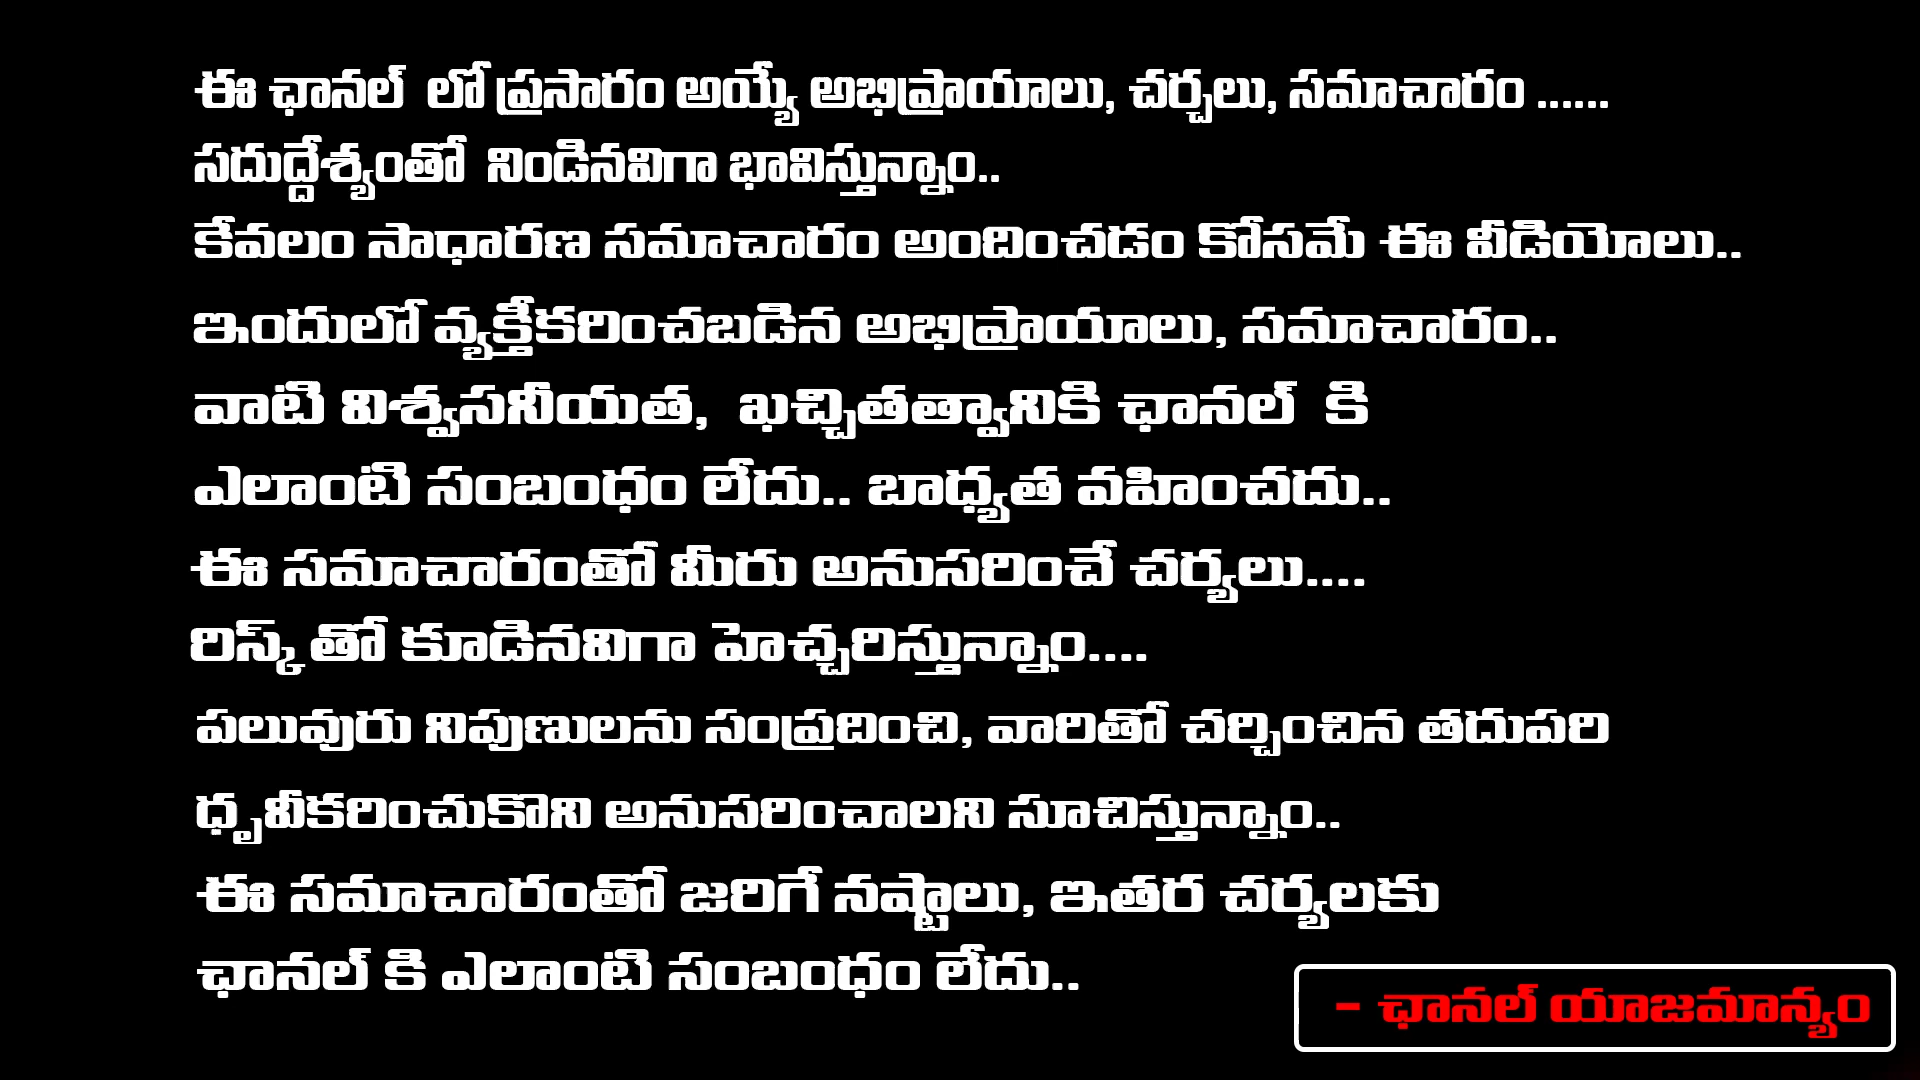 ఈ ఛానల్ లో ప్రసారం అయ్యే అభిప్రాయాలు, చర్చలు, సమాచారం ......
సదుద్దేశ్యంతో నిండినవిగా భావిస్తున్నాం..
కేవలం సాధారణ సమాచారం అందించడం కోసమే ఈ వీడియోలు..
ఇందులో వ్యక్తీకరించబడిన అభిప్రాయాలు, సమాచారం..
వాటి విశ్వసనీయత, ఖచ్చితత్వానికి ఛానల్ కి
ఎలాంటి సంబంధం లేదు.. బాధ్యత వహించదు..
ఈ సమాచారంతో మీరు అనుసరించే చర్యలు....
రిస్క్ తో కూడినవిగా హెచ్చరిస్తున్నాం....
పలువురు నిపుణులను సంప్రదించి, వారితో చర్చించిన తదుపరి
ధృవీకరించుకొని అనుసరించాలని సూచిస్తున్నాం..
ఈ సమాచారంతో జరిగే నష్టాలు, ఇతర చర్యలకు
ఛానల్ కి ఎలాంటి సంబంధం లేదు..
- ఛానల్ యాజమాన్యం